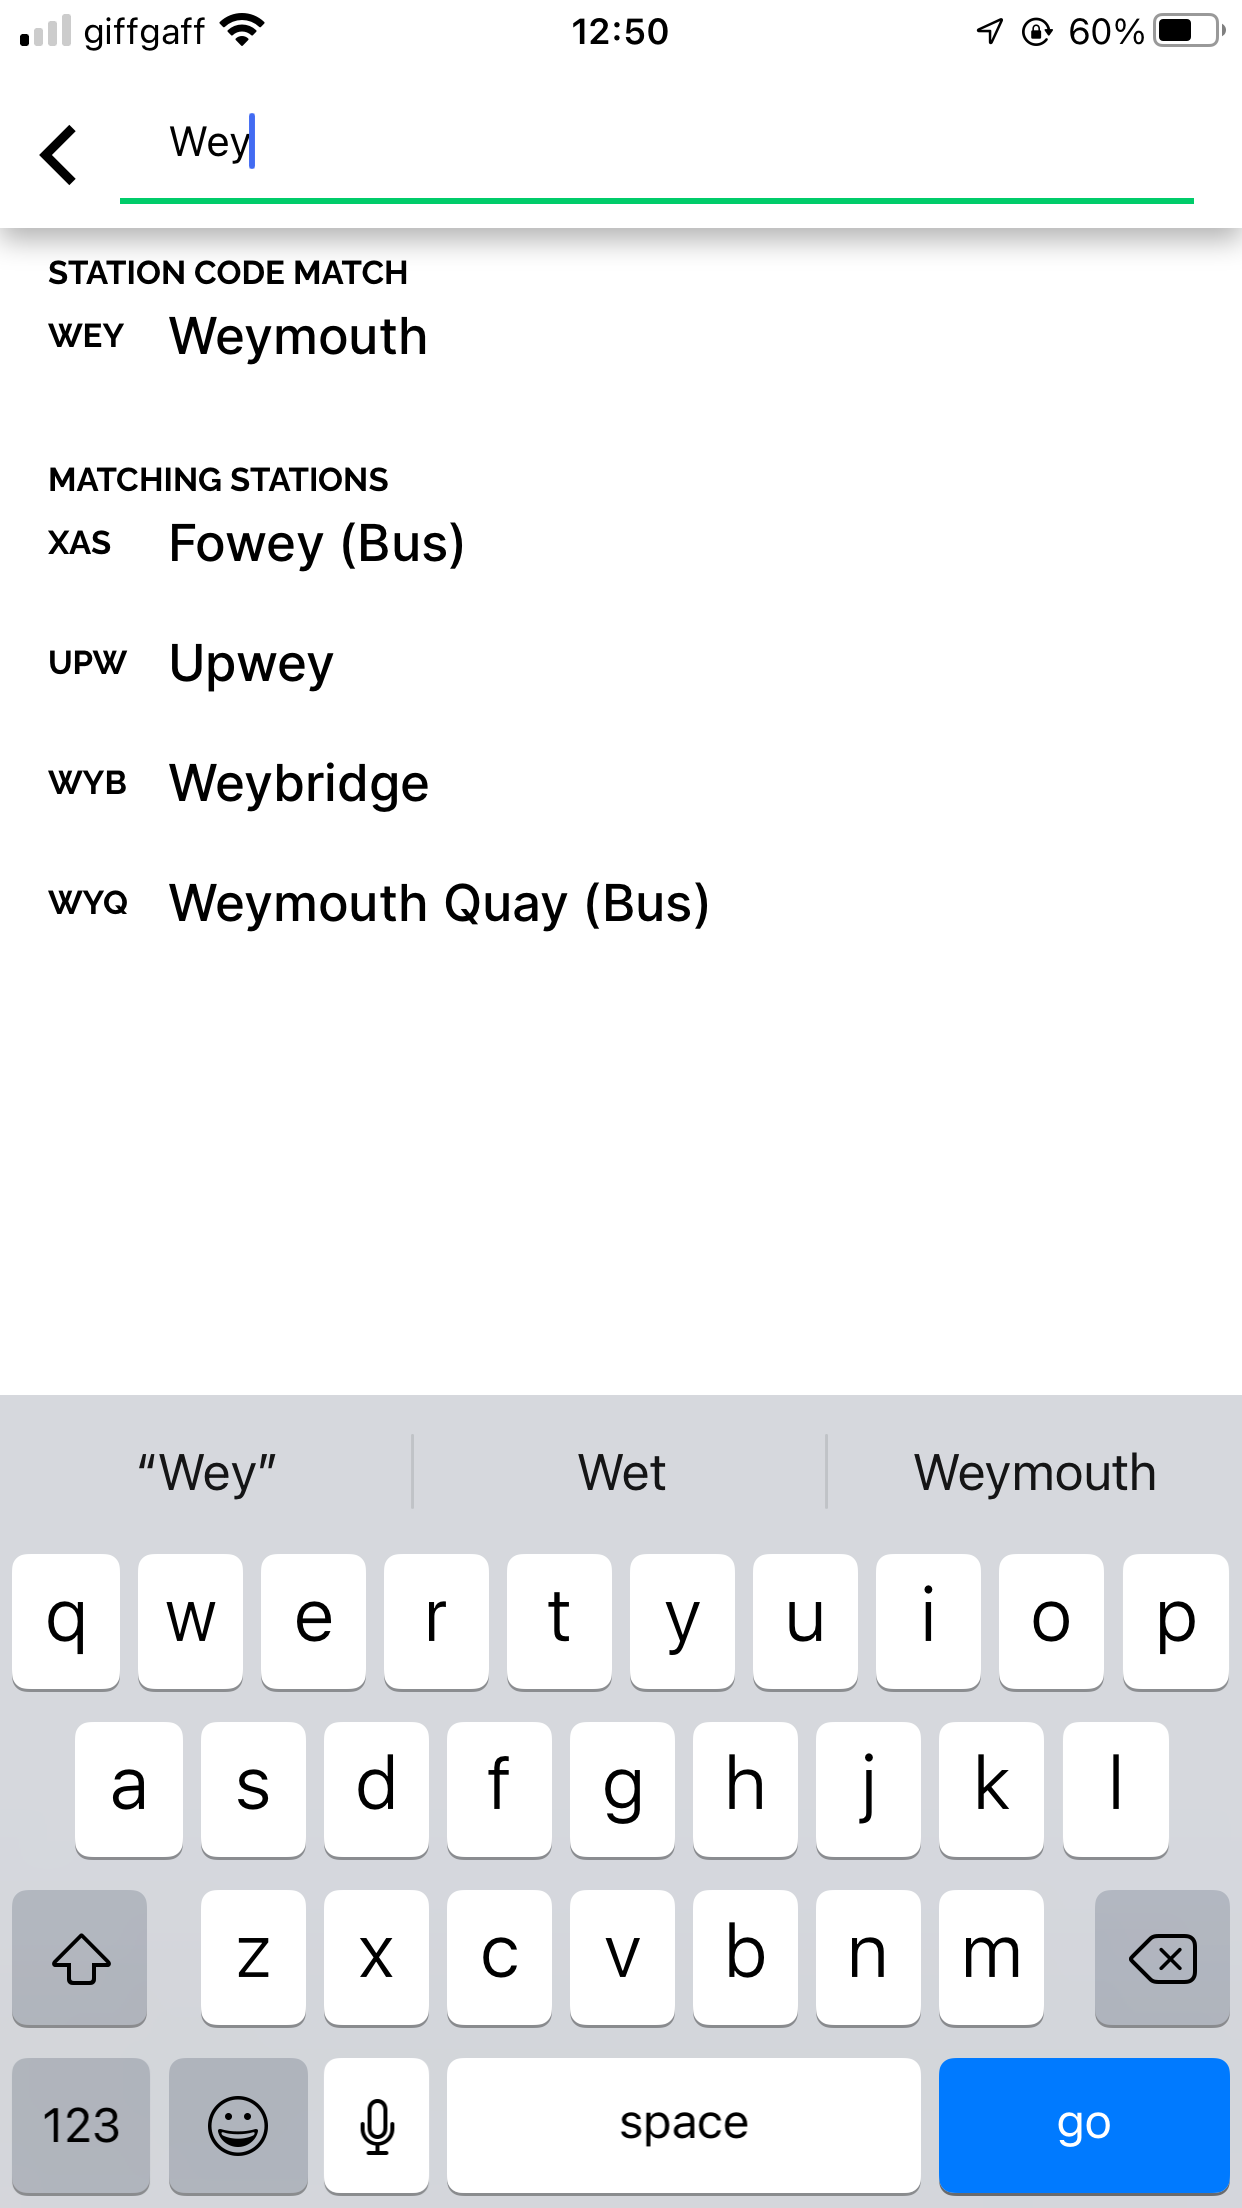 giffgaff 12:50 60%
Wey
STATION CODE MATCH
WEY Weymouth
MATCHING STATIONS
XAS Fowey (Bus)
UPW Upwey
WYB Weybridge
WYQ Weymouth Quay (Bus)
“Wey” Wet Weymouth
q w e r t y u i o p
a s d f g h j k l
z x c v b n m
123 space go